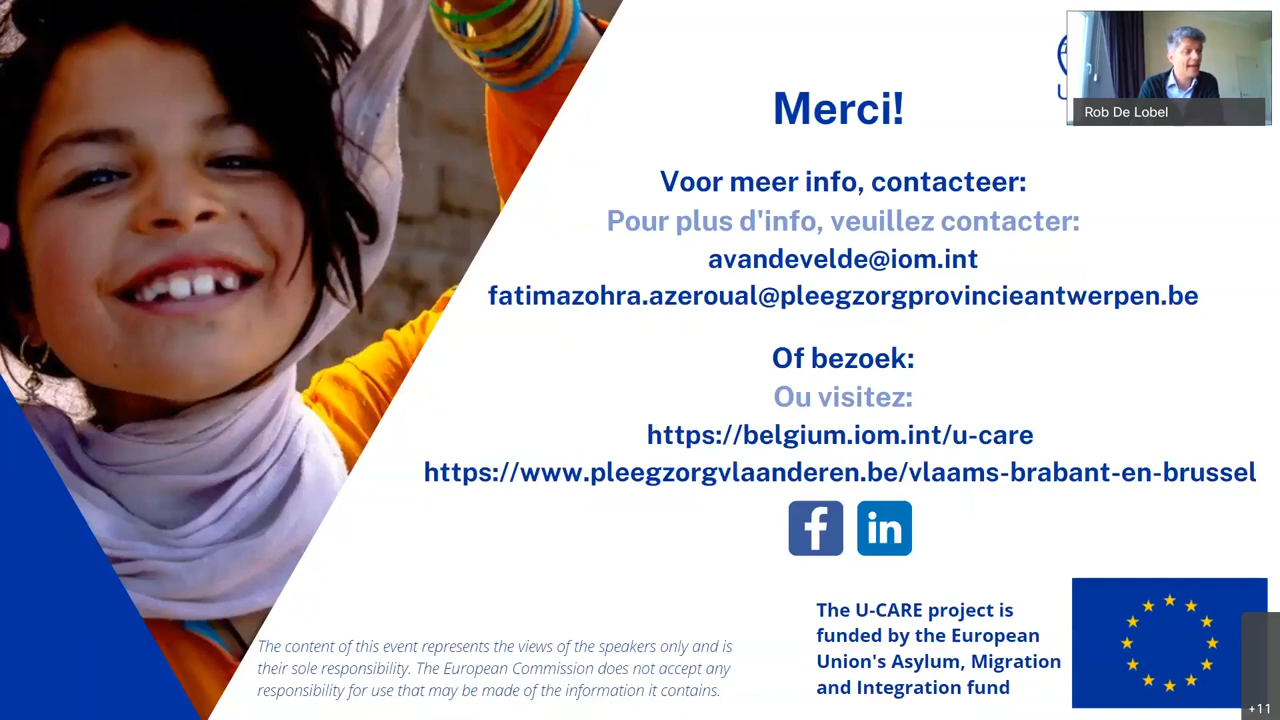 Merci!
Rob De Lobel
Voor meer info, contacteer:
Pour plus d'info, veuillez contacter:
avandevelde@iom.int
fatimazohra.azeroual@pleegzorgprovincieantwerpen.be
Of bezoek:
Ou visitez:
https://belgium.iom.int/u-care
https://www.pleegzorgvlaanderen.be/vlaams-brabant-en-brussel
f
in
The U-CARE project is
funded by the European
Union's Asylum, Migration
and Integration fund
The content of this event represents the views of the speakers only and is
their sole responsibility. The European Commission does not accept any
responsibility for use that may be made of the information it contains.
+11